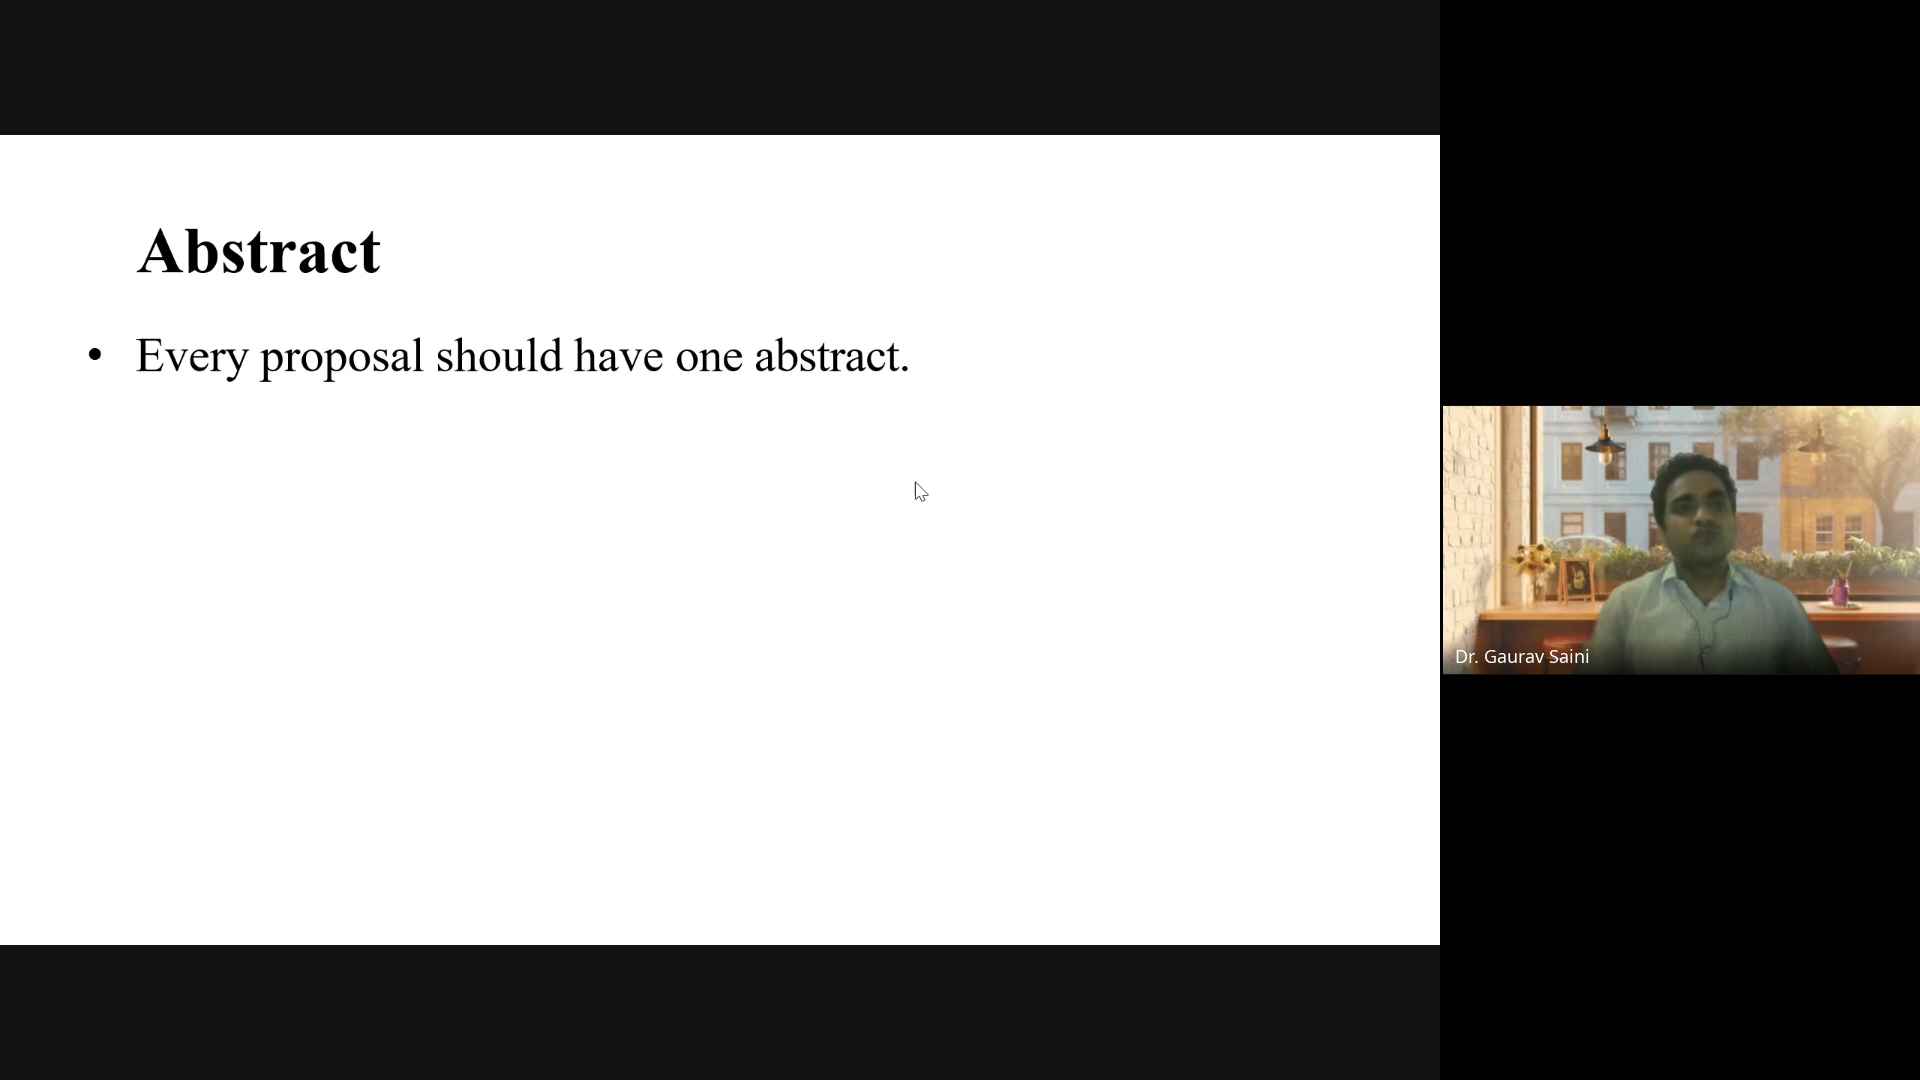 Abstract
• Every proposal should have one abstract.
Dr. Gaurav Saini